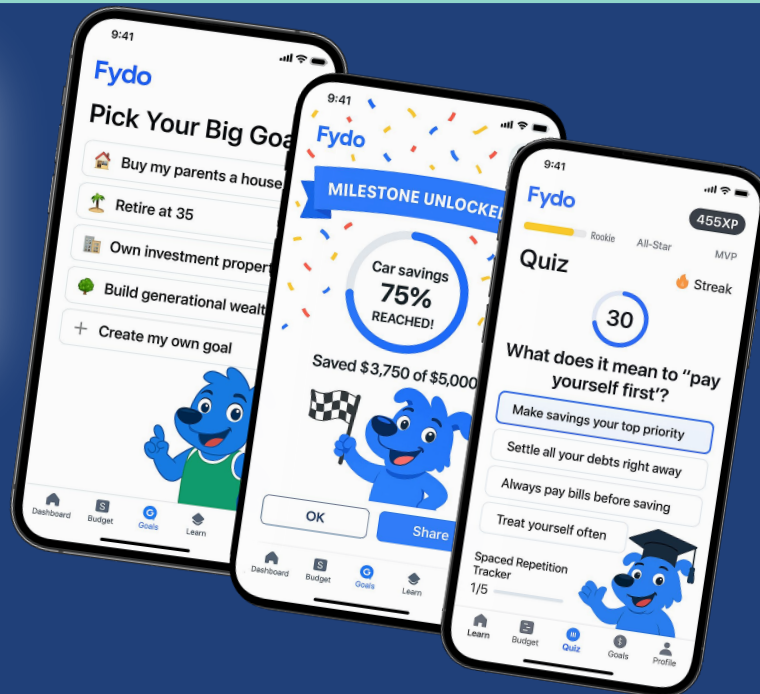 9:41
Fydo
Pick Your Big Goa
Buy my parents a house
Retire at 35
Own investment proper
Build generational wealt
+ Create my own goal
Dashboard
S
Budget
G
Goals
Learn
9:41
Fydo
MILESTONE UNLOCKED
Car savings
75%
REACHED!
Saved $3,750 of $5,000
OK
Share
Dashboard
S
Budget
G
Goals
Learn
9:41
Fydo
455XP
Rookie
All-Star
MVP
Quiz
Streak
30
What does it mean to “pay
yourself first’?
Make savings your top priority
Settle all your debts right away
Always pay bills before saving
Treat yourself often
Spaced Repetition
Tracker
1/5
Learn
Budget
Quiz
Goals
Profile